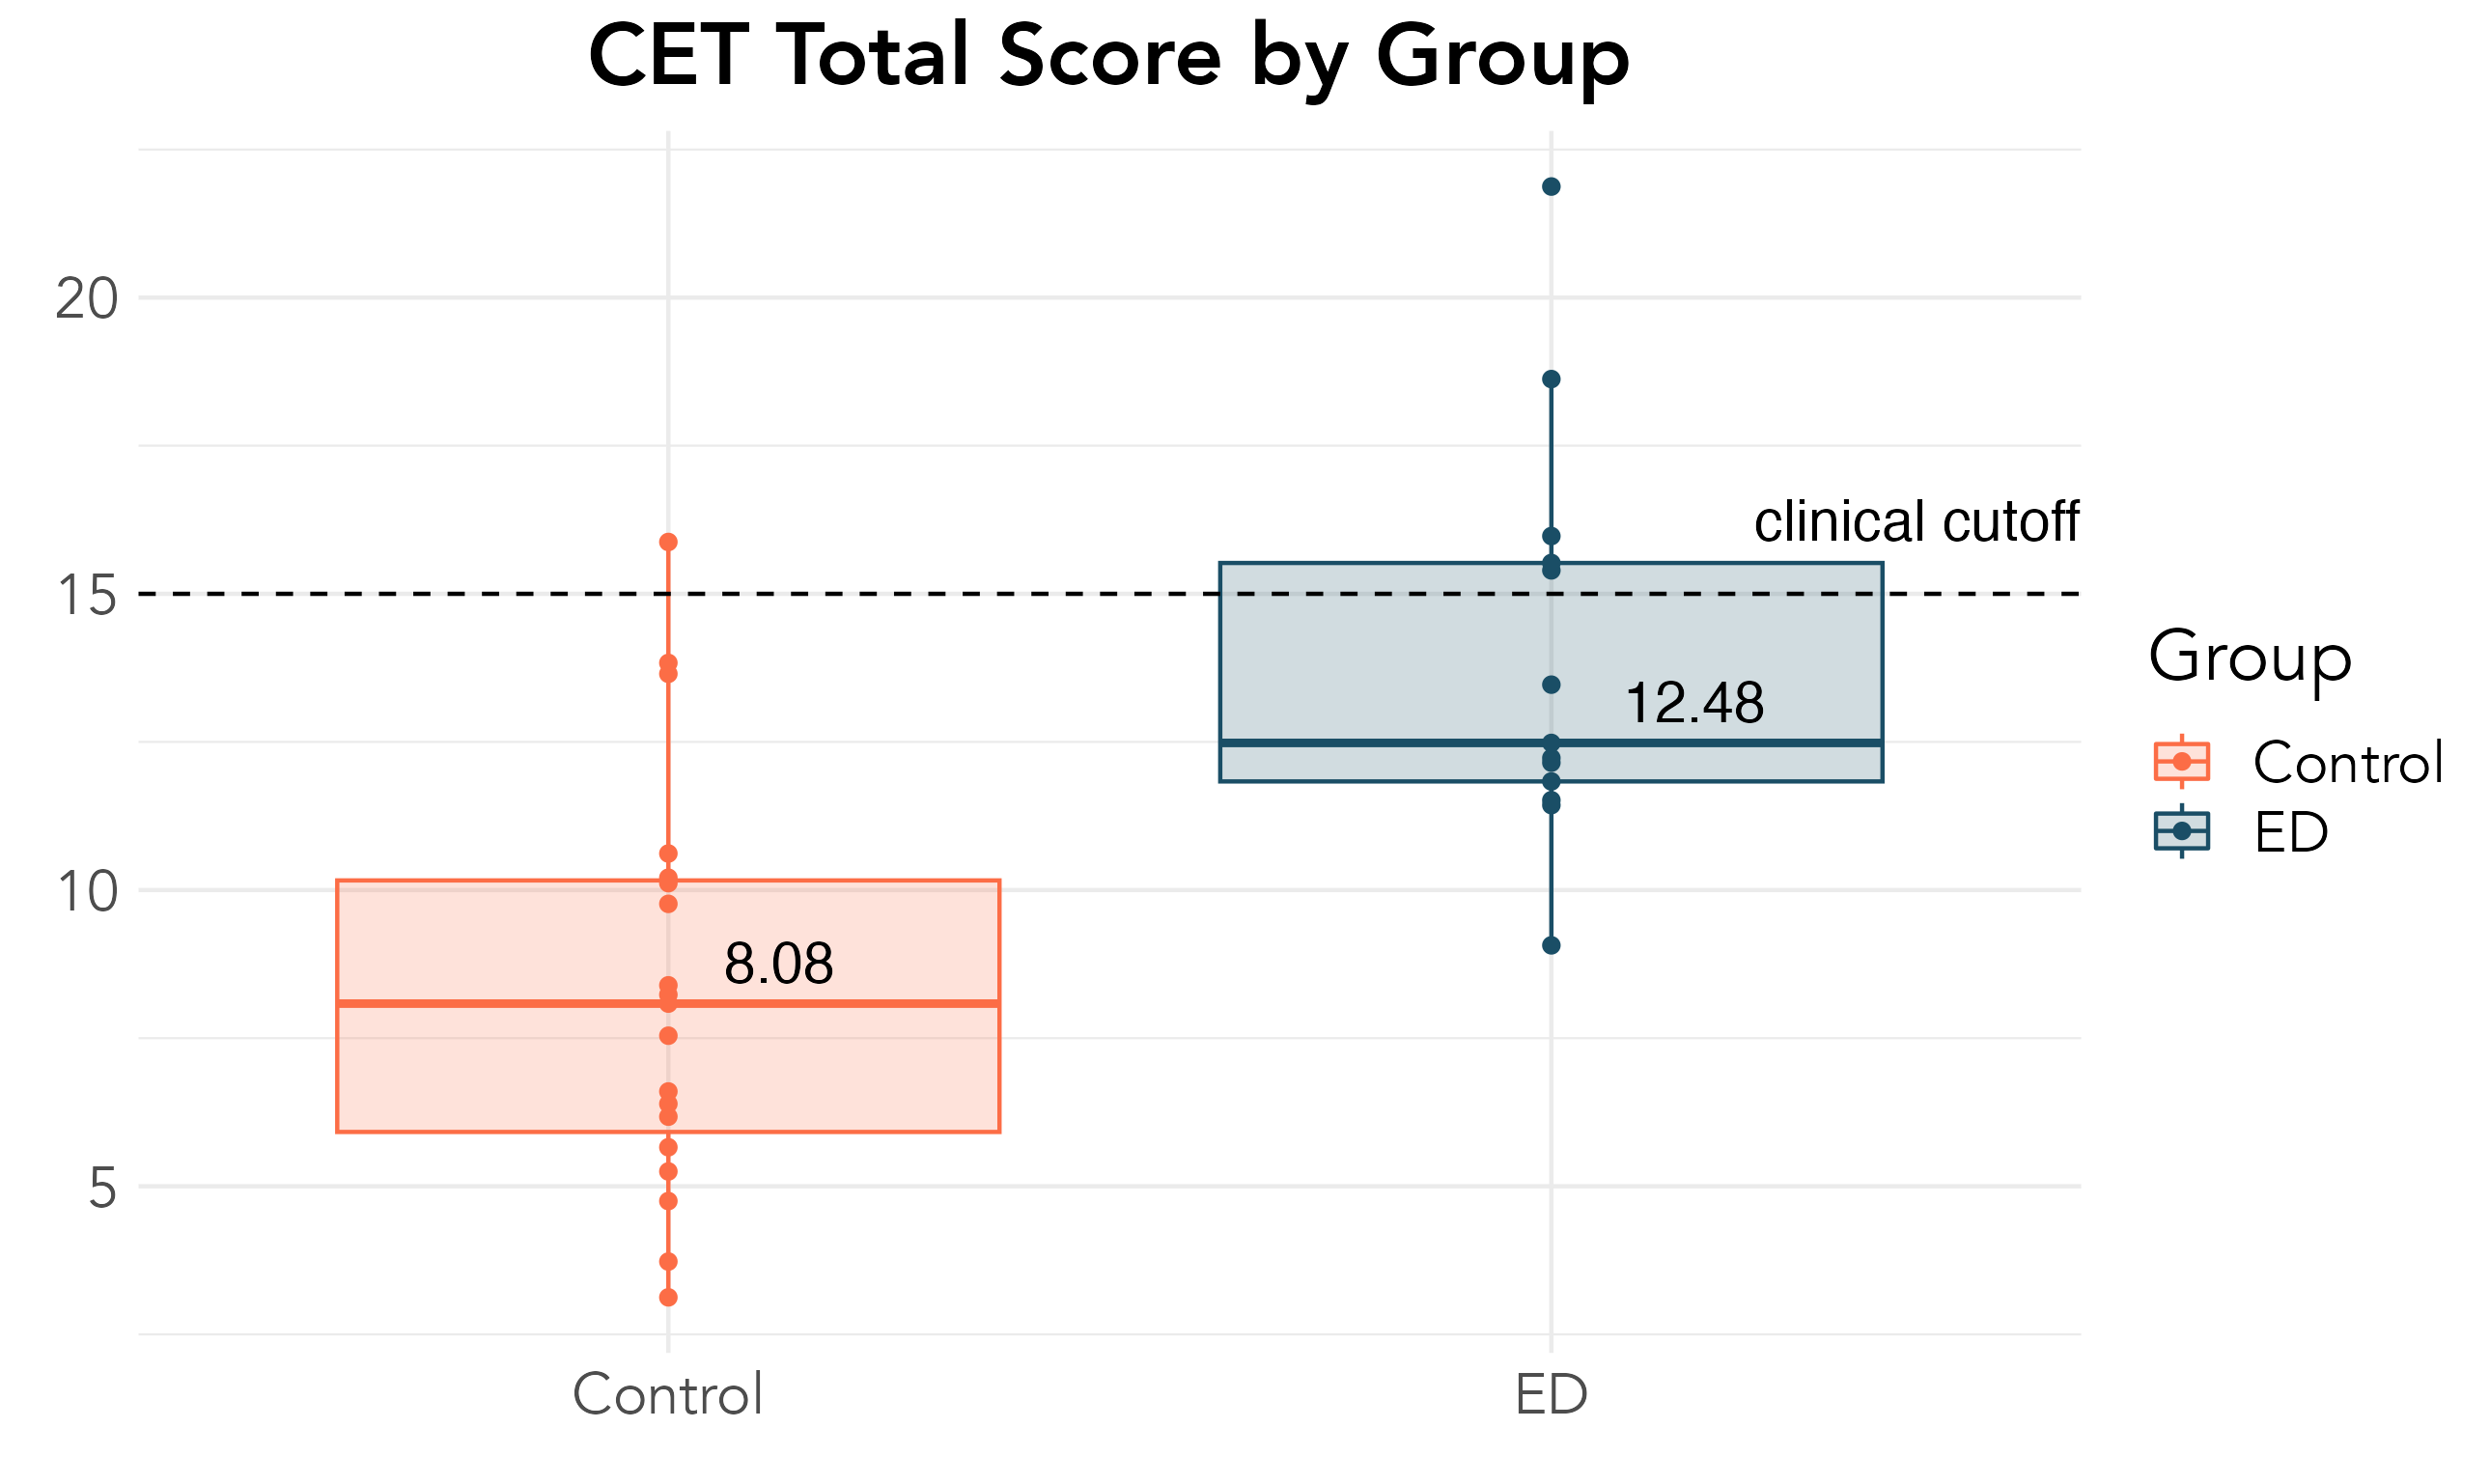 CET Total Score by Group
20
15
10
5
clinical cutoff
12.48
8.08
Control
ED
Group
Control
ED